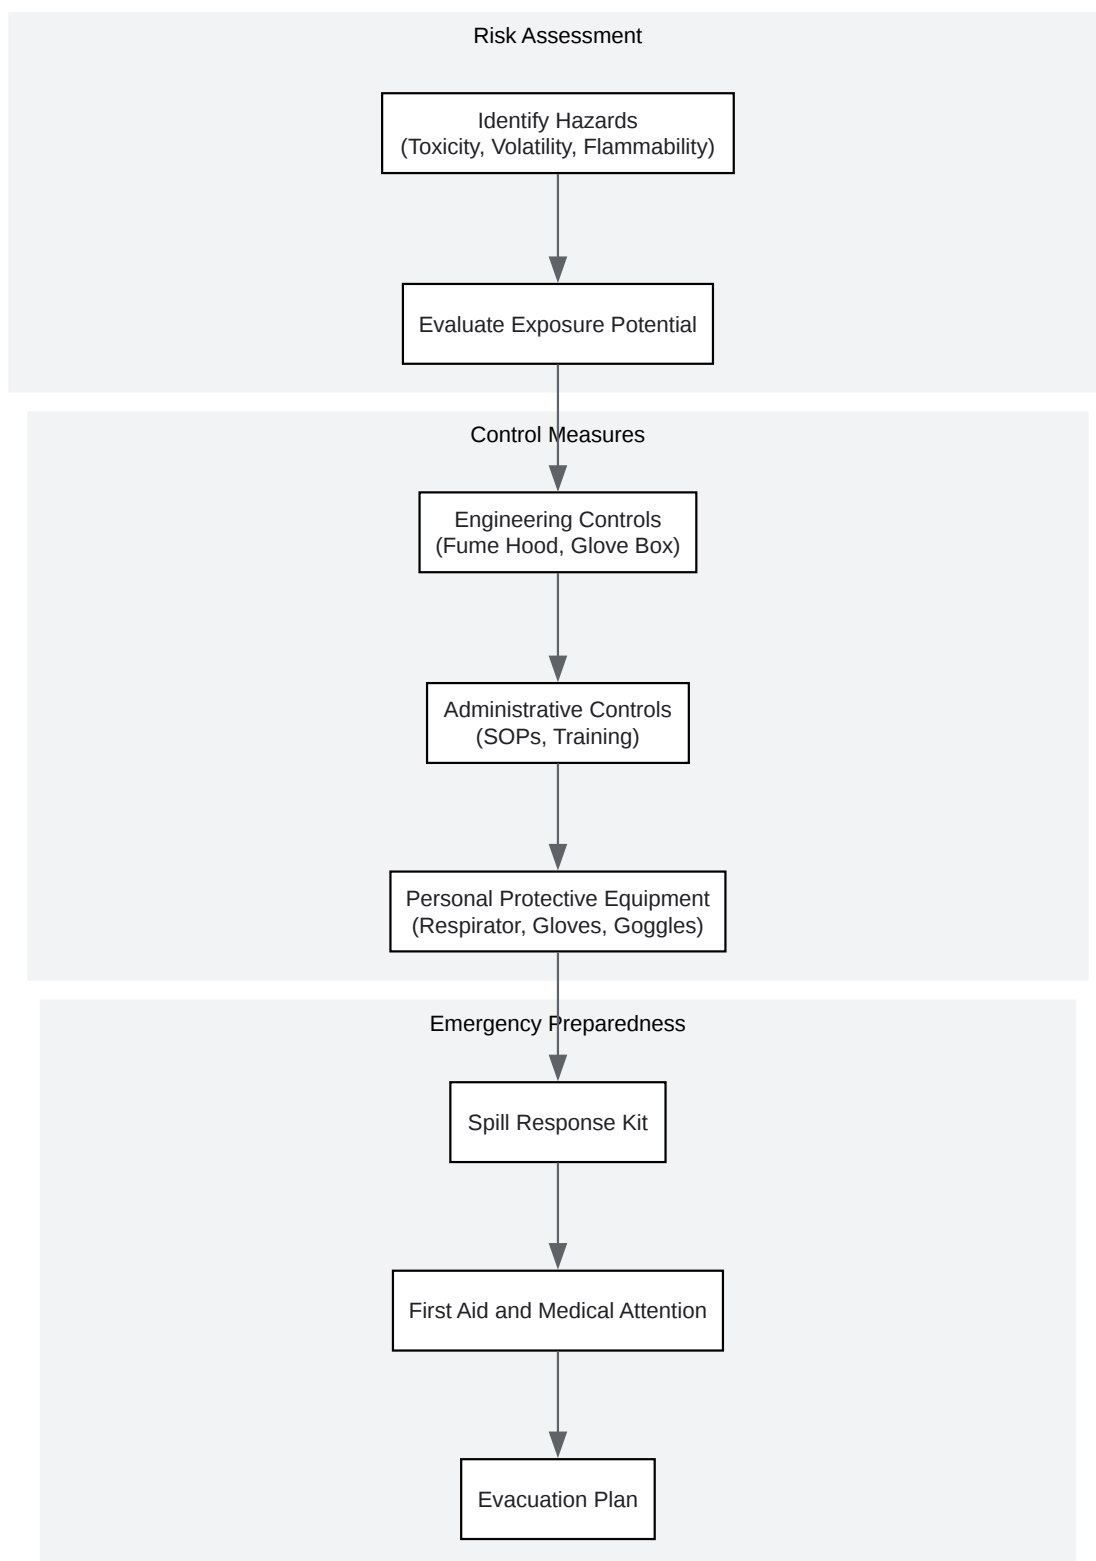 Risk Assessment
Identify Hazards
(Toxicity, Volatility, Flammability)
Evaluate Exposure Potential
Control Measures
Engineering Controls
(Fume Hood, Glove Box)
Administrative Controls
(SOPs, Training)
Personal Protective Equipment
(Respirator, Gloves, Goggles)
Emergency Preparedness
Spill Response Kit
First Aid and Medical Attention
Evacuation Plan